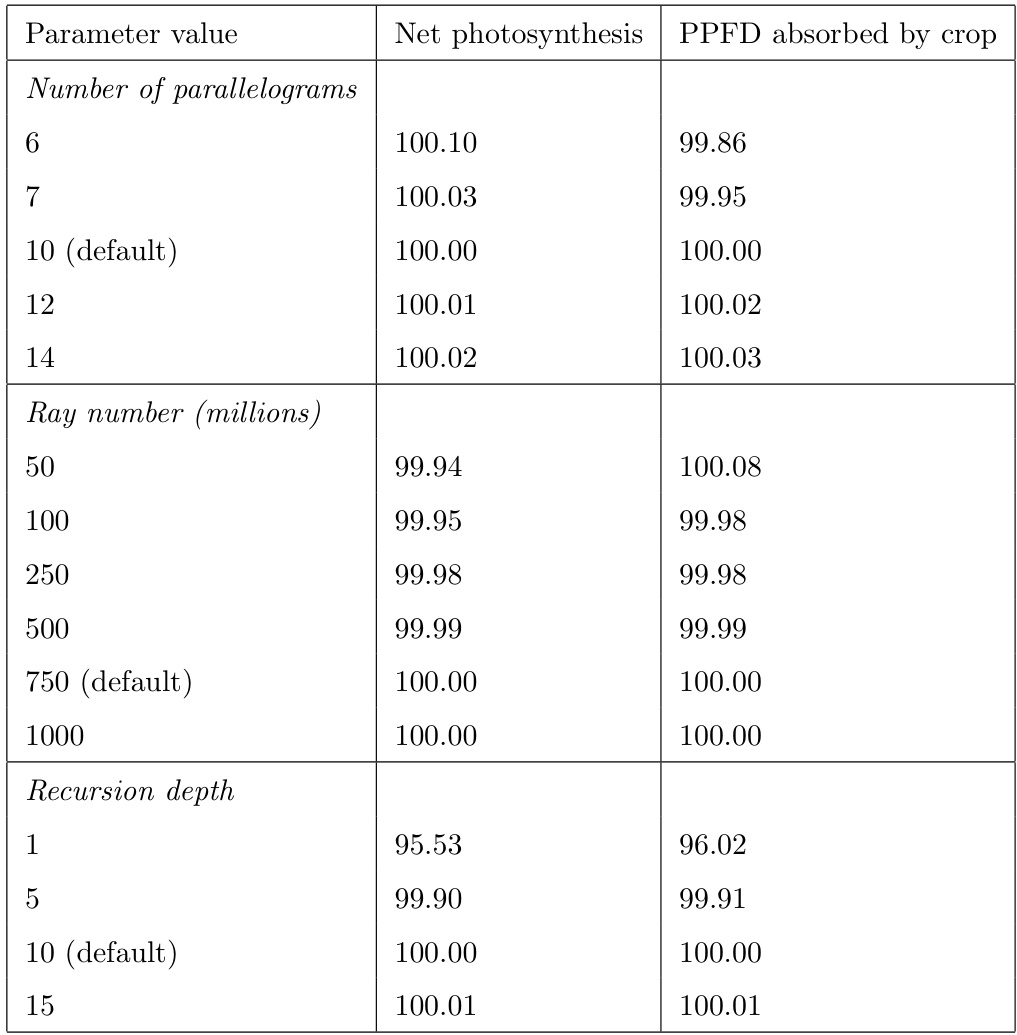 Parameter value Net photosynthesis PPFD absorbed by crop
Number of parallelograms
6 100.10 99.86
7 100.03 99.95
10 (default) 100.00 100.00
12 100.01 100.02
14 100.02 100.03
Ray number (millions)
50 99.94 100.08
100 99.95 99.98
250 99.98 99.98
500 99.99 99.99
750 (default) 100.00 100.00
1000 100.00 100.00
Recursion depth
1 95.53 96.02
5 99.90 99.91
10 (default) 100.00 100.00
15 100.01 100.01